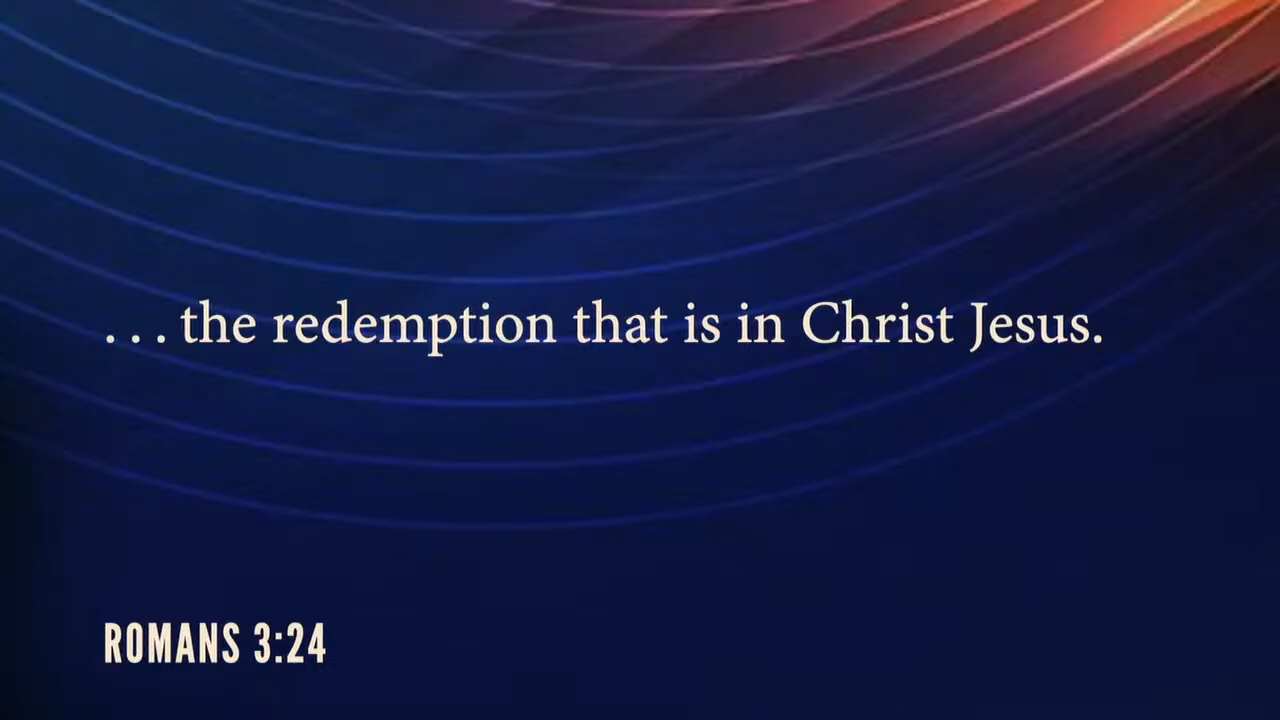 . . . the redemption that is in Christ Jesus.
ROMANS 3:24